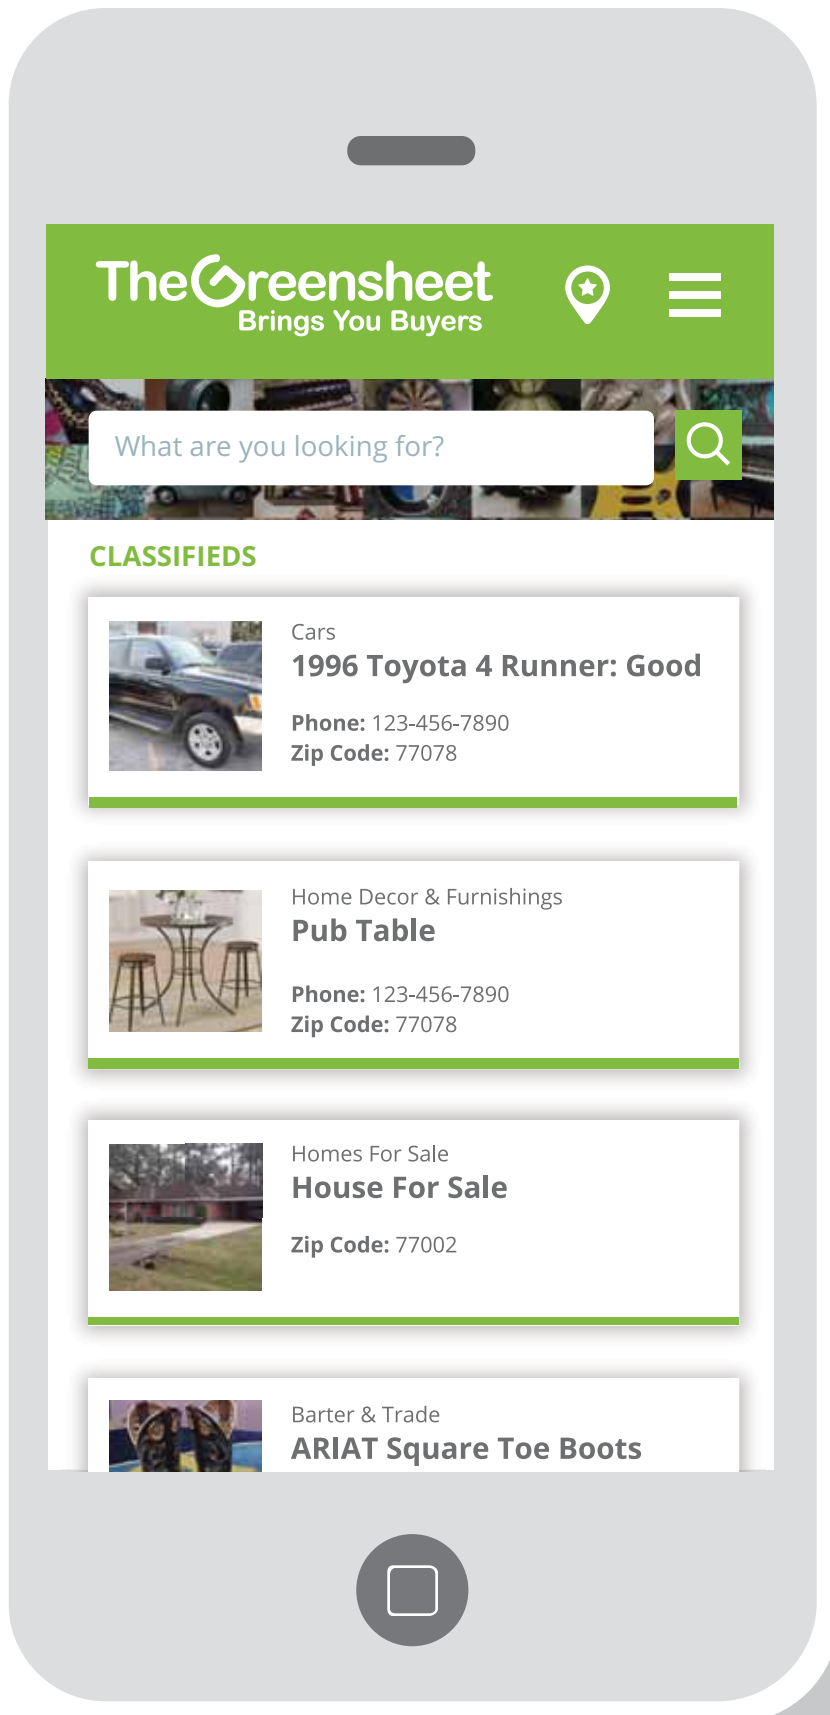 TheGreensheet
Brings You Buyers
What are you looking for?
CLASSIFIEDS
Cars
1996 Toyota 4 Runner: Good
Phone: 123-456-7890
Zip Code: 77078
Home Decor & Furnishings
Pub Table
Phone: 123-456-7890
Zip Code: 77078
Homes For Sale
House For Sale
Zip Code: 77002
Barter & Trade
ARIAT Square Toe Boots